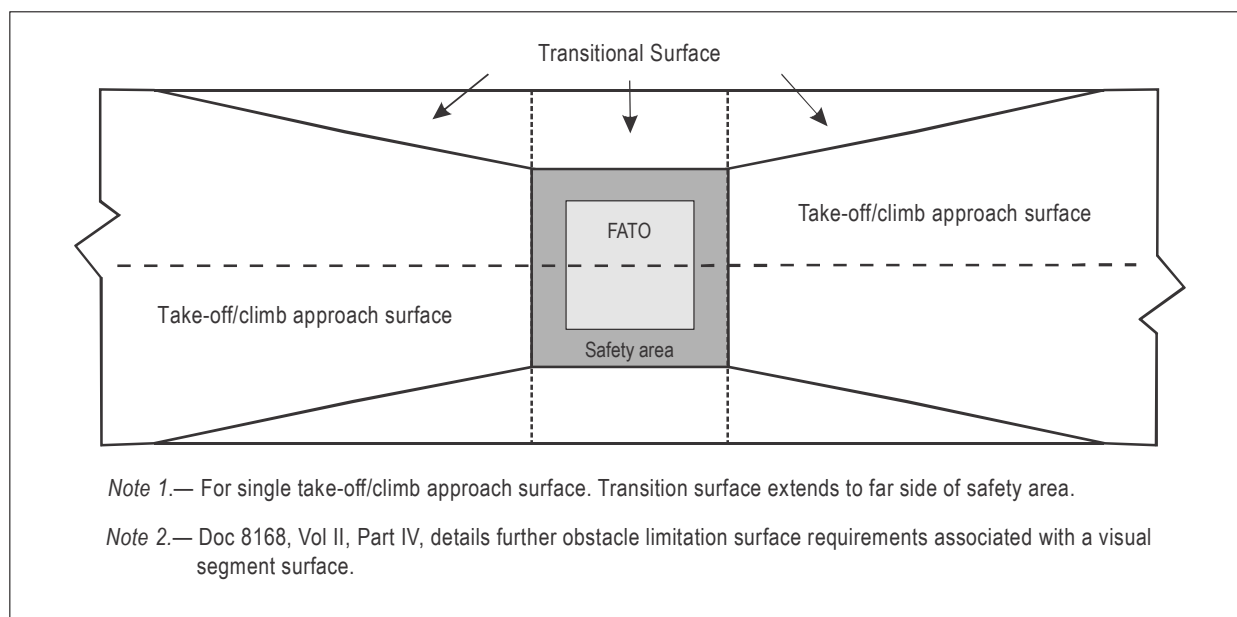 Transitional Surface
Take-off/climb approach surface
FATO
Take-off/climb approach surface
Safety area
Note 1.— For single take-off/climb approach surface. Transition surface extends to far side of safety area.
Note 2.— Doc 8168, Vol II, Part IV, details further obstacle limitation surface requirements associated with a visual
segment surface.